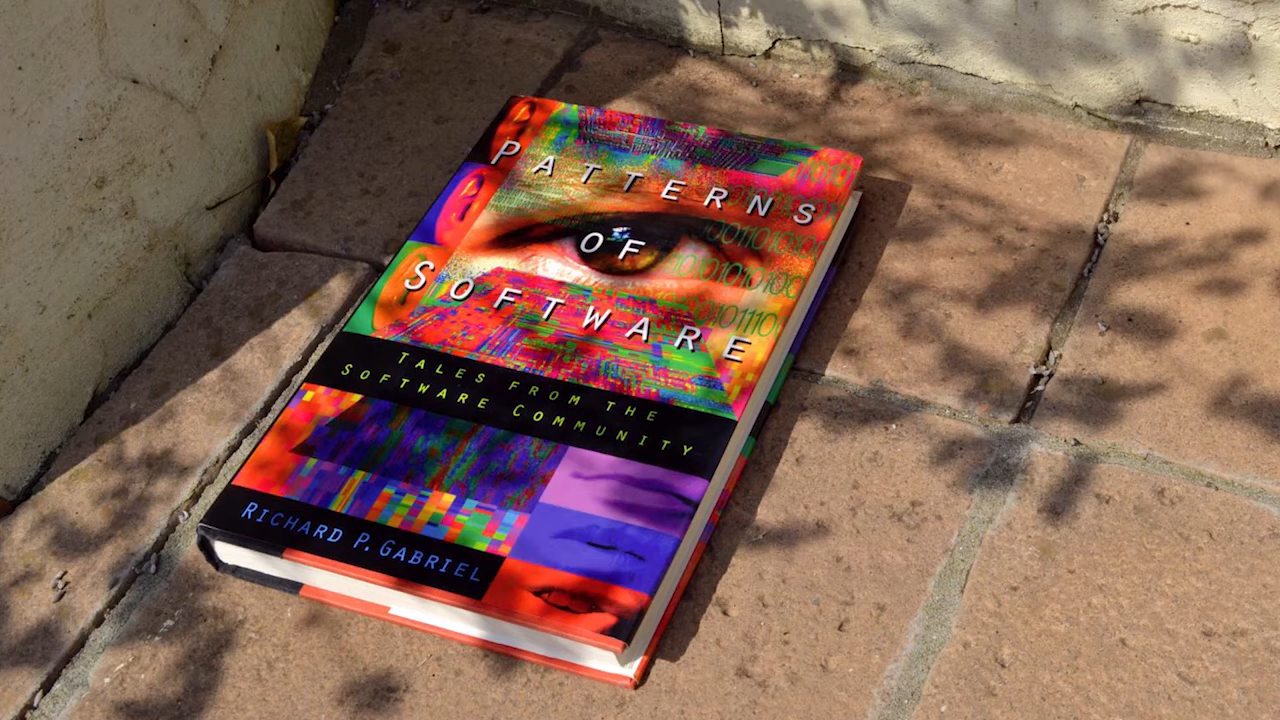 PATTERNS
OF
SOFTWARE
TALES FROM THE
SOFTWARE COMMUNITY
RICHARD P. GABRIEL